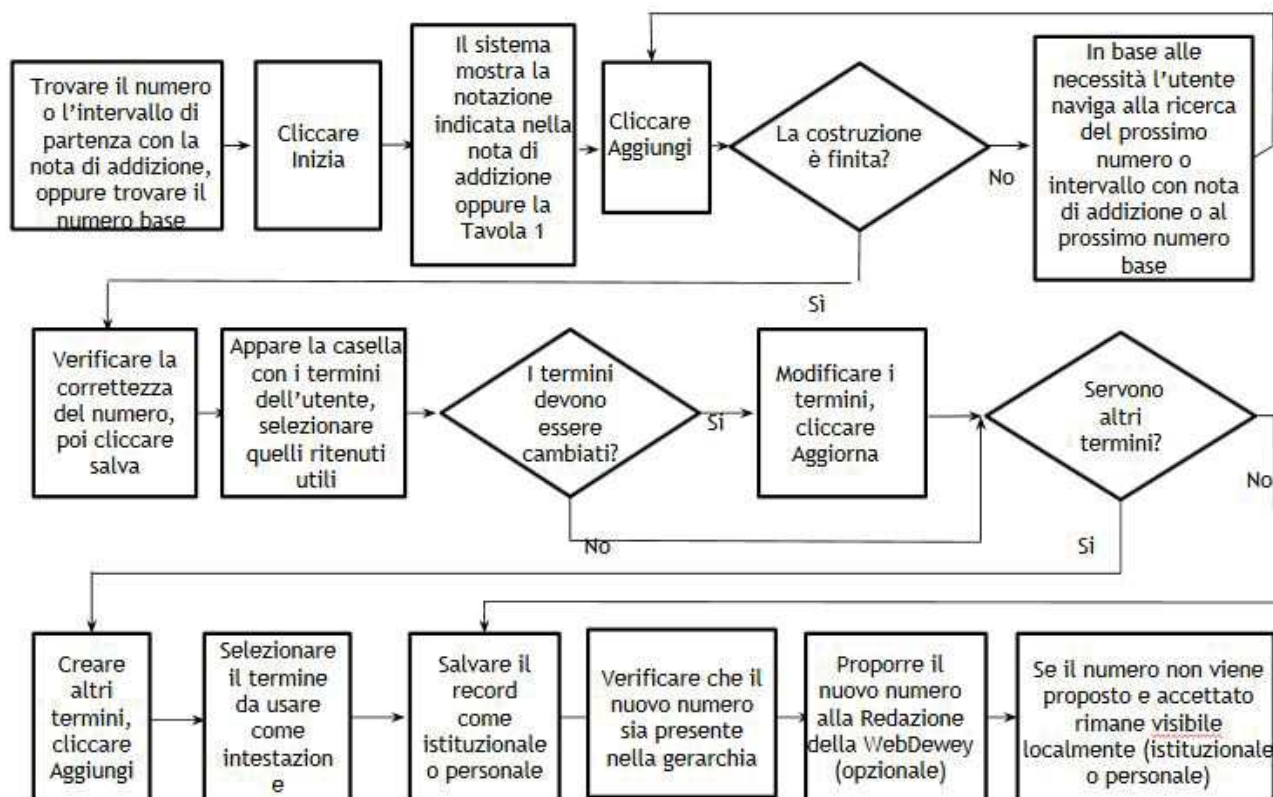 Trovare il numero
o l'intervallo di
partenza con la
nota di addizione,
oppure trovare il
numero base
Cliccare
Inizia
Il sistema
mostra la
notazione
indicata nella
nota di
addizione
oppure la
Tavola 1
Cliccare
Aggiungi
La costruzione
è finita?
No
In base alle
necessità l'utente
naviga alla ricerca
del prossimo
numero o
intervallo con nota
di addizione o al
prossimo numero
base
Sì
Verificare la
correttezza
del numero,
poi cliccare
salva
Appare la casella
con i termini
dell'utente,
selezionare
quelli ritenuti
utili
I termini
devono
essere
cambiati?
Sì
No
Modificare i
termini,
cliccare
Aggiorna
Servono
altri
termini?
No
Sì
Creare
altri
termini,
cliccare
Aggiungi
Selezionare
il termine
da usare
come
intestazion
e
Salvare il
record
come
istituzionale
o personale
Verificare che il
nuovo numero
sia presente
nella gerarchia
Proporre il
nuovo numero
alla Redazione
della WebDewey
(opzionale)
Se il numero non viene
proposto e accettato
rimane visibile
localmente (istituzionale
o personale)